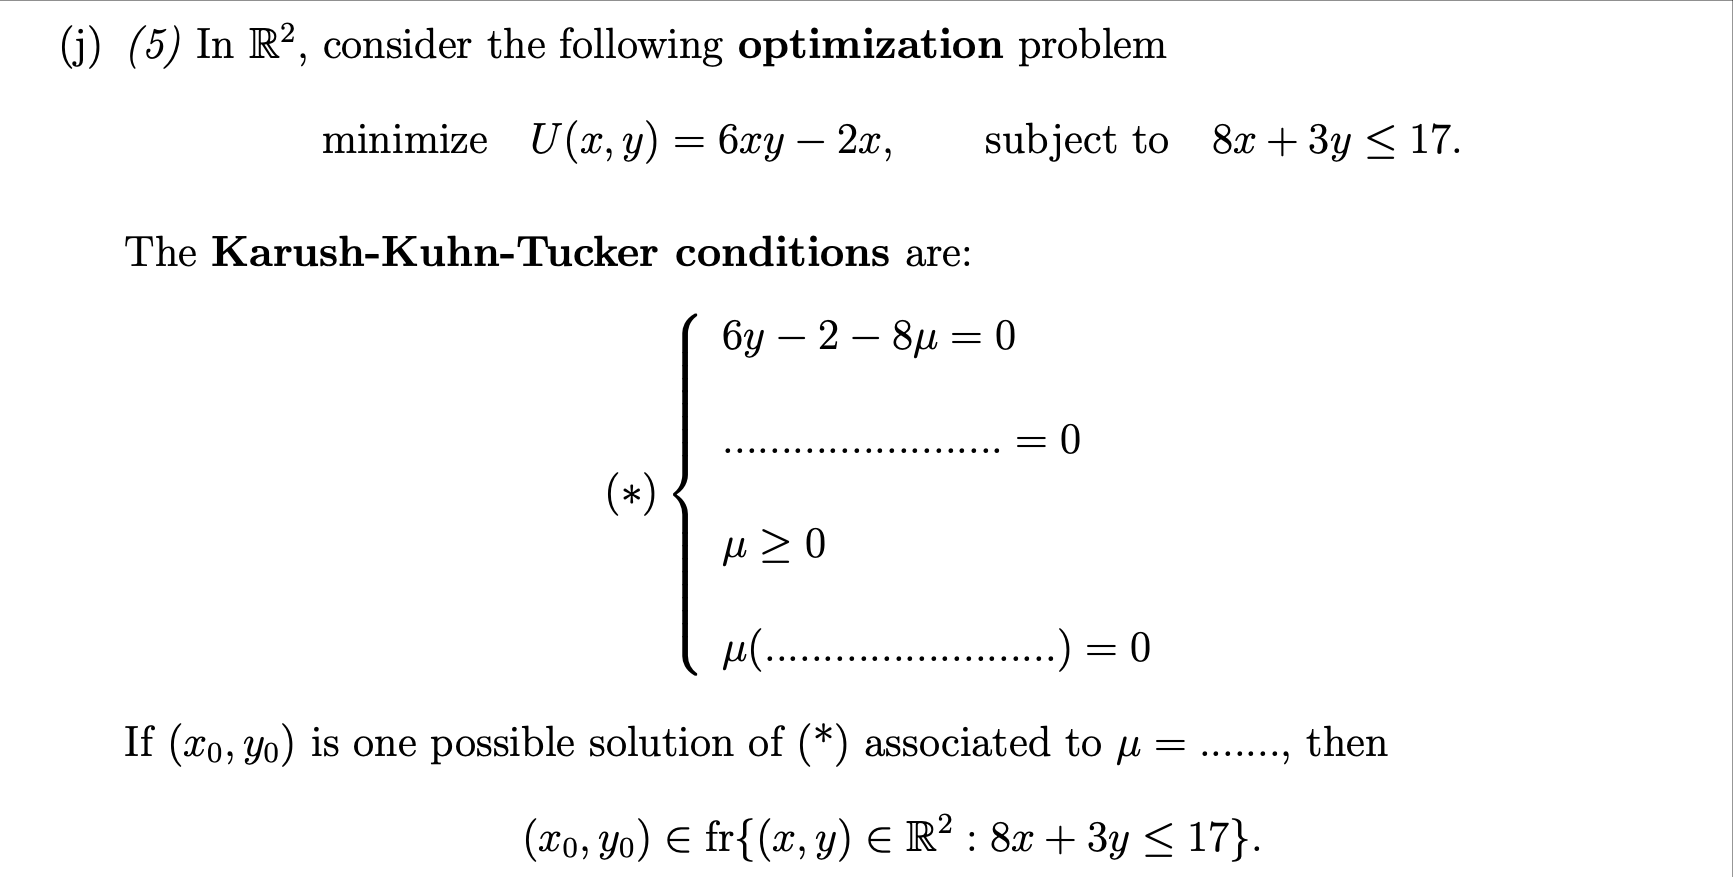 (j) (5) In ℝ², consider the following optimization problem
minimize U(x, y) = 6xy − 2x, subject to 8x + 3y ≤ 17.
The Karush-Kuhn-Tucker conditions are:
6y − 2 − 8μ = 0
........................ = 0
(*)
μ ≥ 0
μ(.........................) = 0
If (x₀, y₀) is one possible solution of (*) associated to μ = ......., then
(x₀, y₀) ∈ fr{(x, y) ∈ ℝ² : 8x + 3y ≤ 17}.